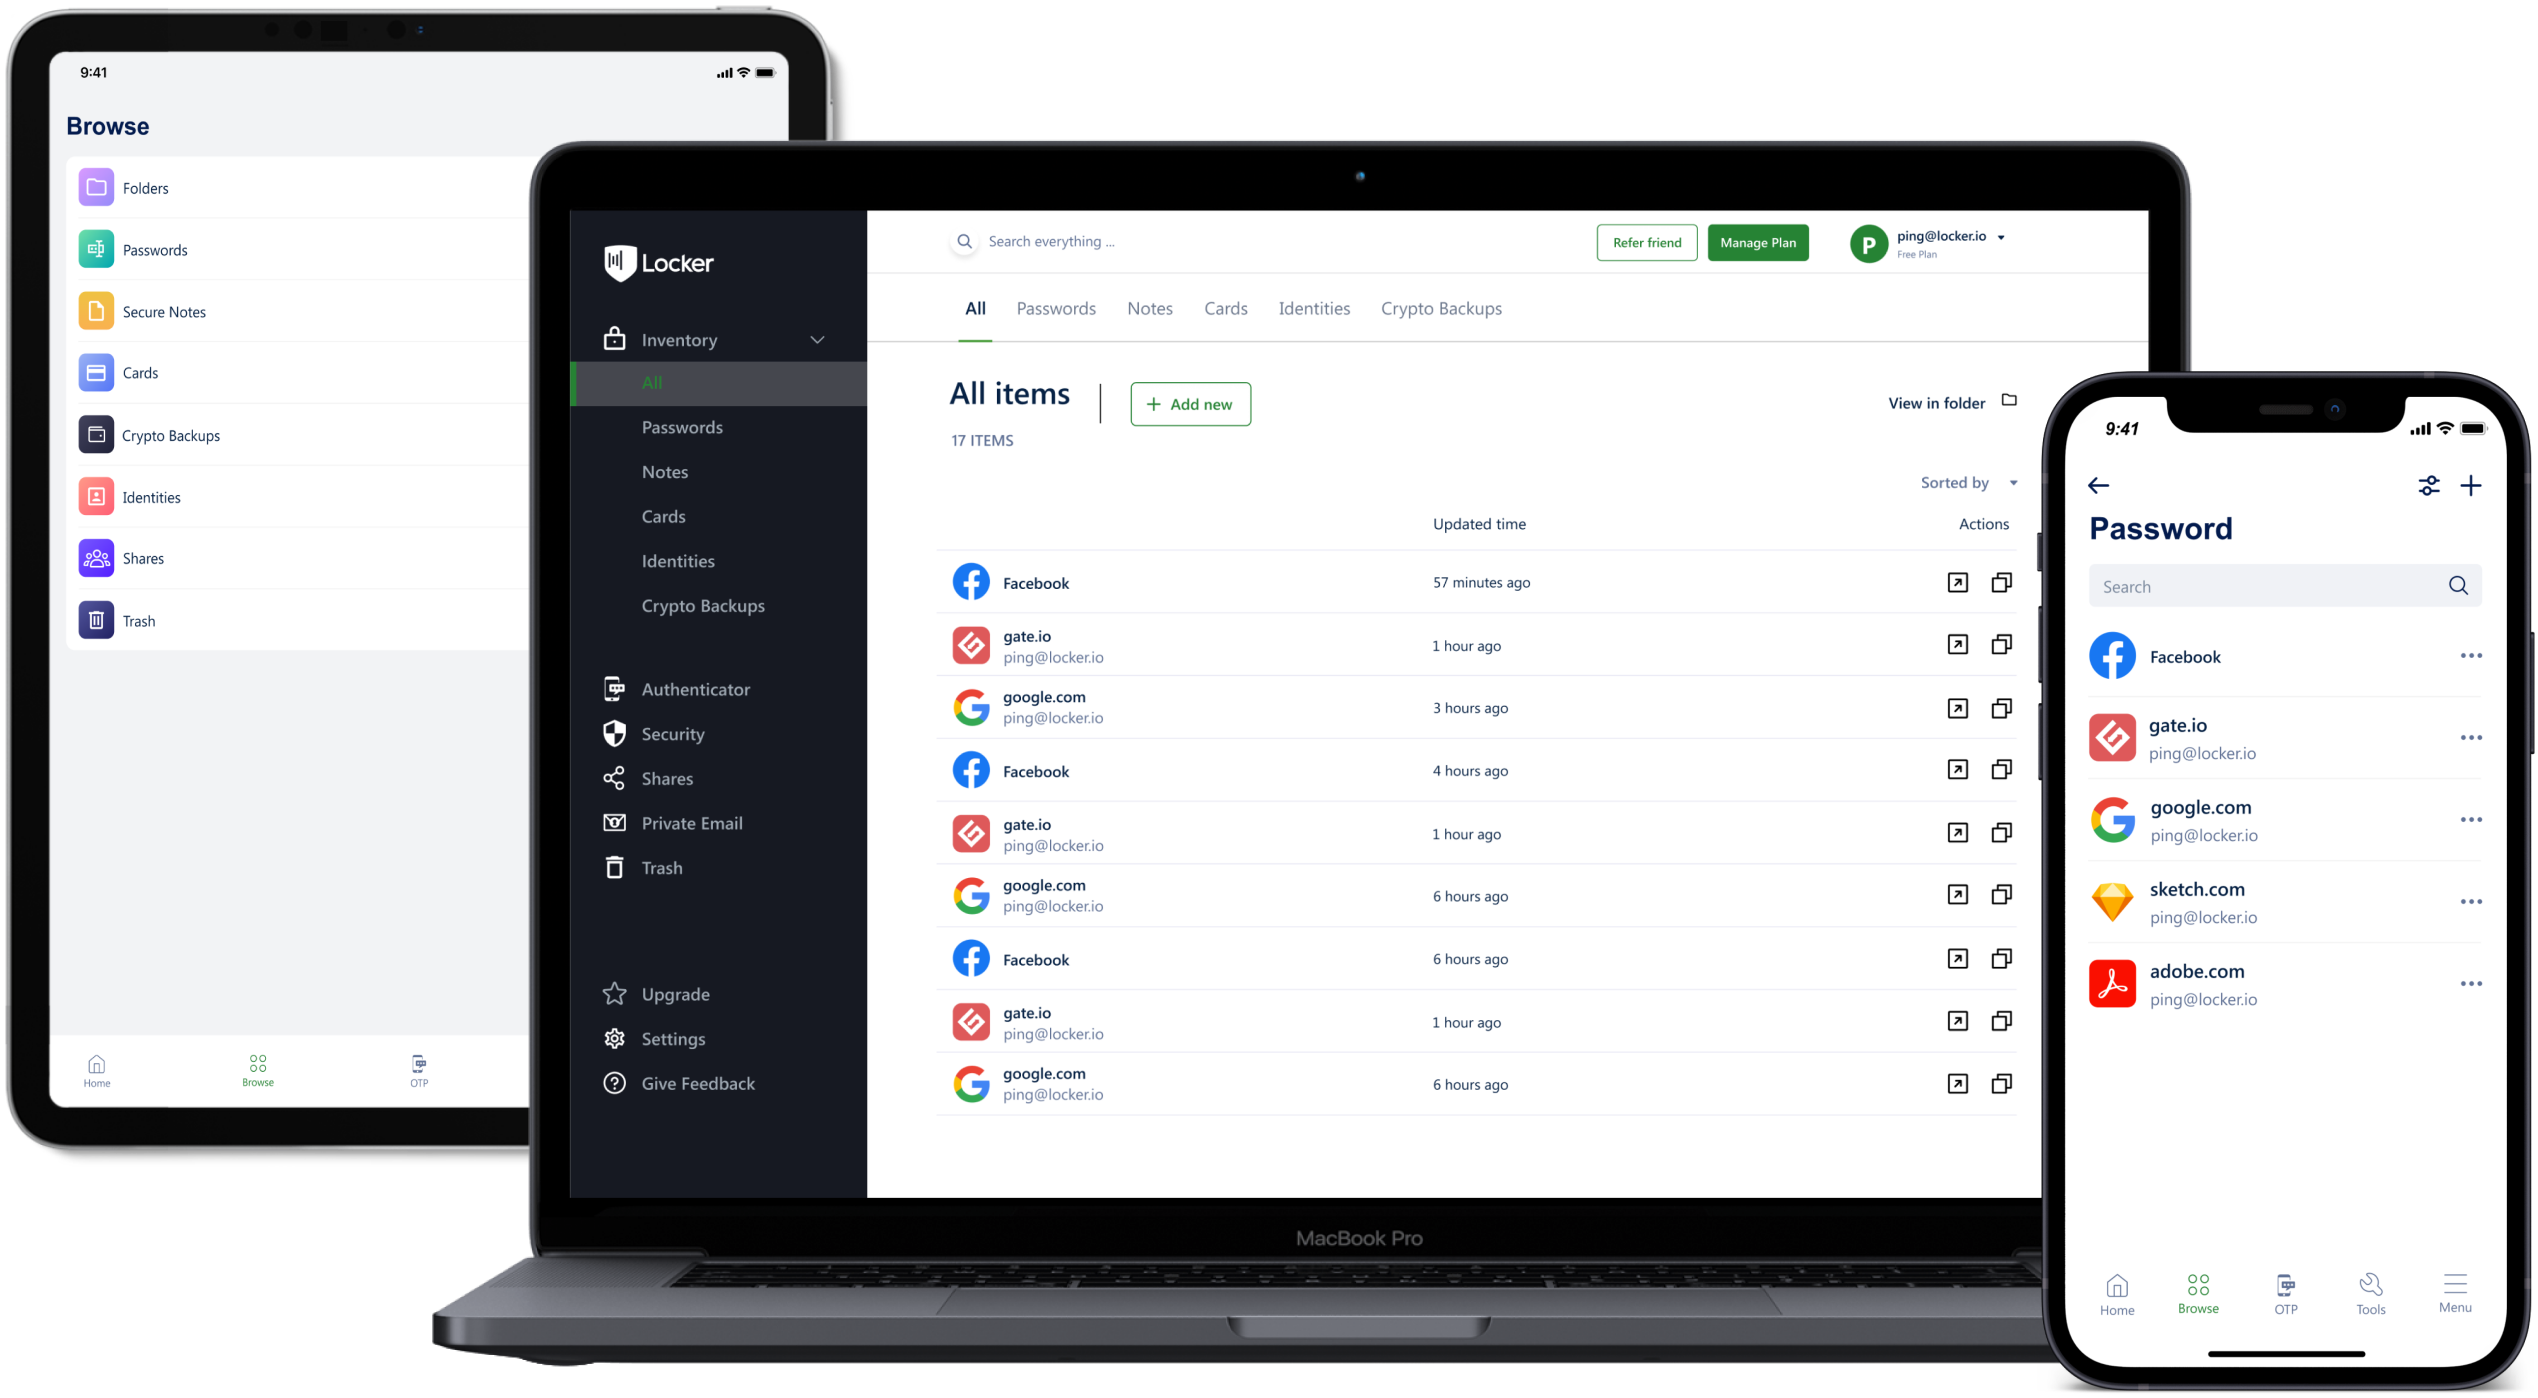 9:41
Browse
Folders
Passwords
Secure Notes
Cards
Crypto Backups
Identities
Shares
Trash
Home
Browse
OTP
Locker
Inventory
All
Passwords
Notes
Cards
Identities
Crypto Backups
Authenticator
Security
Shares
Private Email
Trash
Upgrade
Settings
Give Feedback
Search everything ...
Refer friend
Manage Plan
P
ping@locker.io
Free Plan
All Passwords Notes Cards Identities Crypto Backups
All items
+ Add new
View in folder
17 ITEMS
Sorted by
Updated time Actions
Facebook 57 minutes ago
gate.io
ping@locker.io
1 hour ago
google.com
ping@locker.io
3 hours ago
Facebook 4 hours ago
gate.io
ping@locker.io
1 hour ago
google.com
ping@locker.io
6 hours ago
Facebook 6 hours ago
gate.io
ping@locker.io
1 hour ago
google.com
ping@locker.io
6 hours ago
MacBook Pro
9:41
Password
Search
Facebook
gate.io
ping@locker.io
google.com
ping@locker.io
sketch.com
ping@locker.io
adobe.com
ping@locker.io
Home
Browse
OTP
Tools
Menu